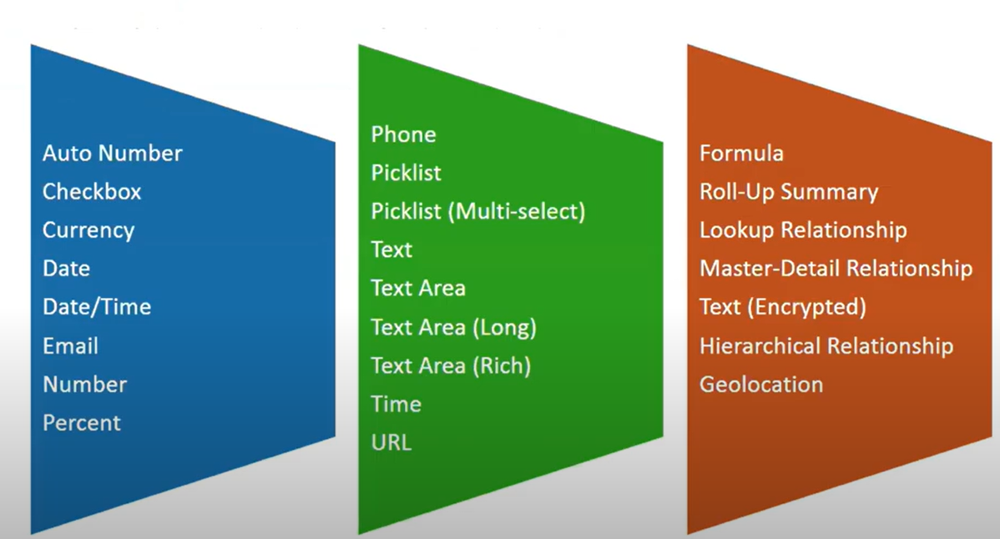 Auto Number
Checkbox
Currency
Date
Date/Time
Email
Number
Percent
Phone
Picklist
Picklist (Multi-select)
Text
Text Area
Text Area (Long)
Text Area (Rich)
Time
URL
Formula
Roll-Up Summary
Lookup Relationship
Master-Detail Relationship
Text (Encrypted)
Hierarchical Relationship
Geolocation